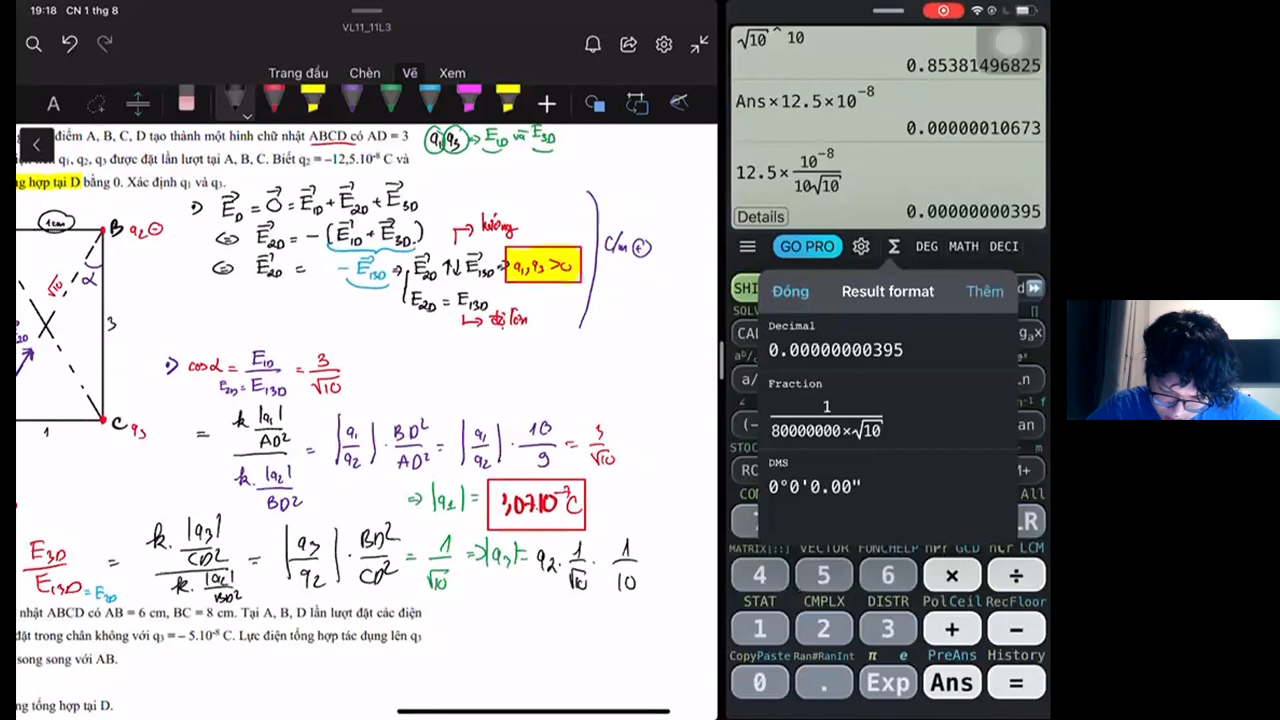 19:18 CN 1 thg 8
VL11_11L3
Trang đầu Chèn Vẽ Xem
điểm A, B, C, D tạo thành một hình chữ nhật ABCD có AD = 3
q₁, q₂, q₃ được đặt lần lượt tại A, B, C. Biết q₂ = −12,5.10⁻⁸ C và
ng hợp tại D bằng 0. Xác định q₁ và q₃.
q₁ q₃ → E₁D và E₃D
1cm
B q₂ ⊖
α
√10
3
C q₃
1
E⃗D = 0⃗ = E⃗₁D + E⃗₂D + E⃗₃D
⇔ E⃗₂D = −(E⃗₁D + E⃗₃D)
→ hướng
⇔ E⃗₂D = −E⃗₁₃D → E⃗₂D ↑↓ E⃗₁₃D ⇒ q₁, q₃ > 0
E₂D = E₁₃D
↳ độ lớn
C/m ⊕
cosα = E₁D / E₁₃D = 3/√10
E₂D =
= k |q₁|/AD² / k.|q₂|/BD² = |q₁/q₂| . BD²/AD² = |q₁/q₂| . 10/9 = 3/√10
⇒ |q₁| = 1,07.10⁻⁷ C
E₃D / E₁₃D = E₂D = k.|q₃|/CD² / k.|q₂|/BD² = |q₃/q₂| . BD²/CD² = 1/√10 ⇒ |q₃| = q₂ . 1/√10 . 1/10
nhật ABCD có AB = 6 cm, BC = 8 cm. Tại A, B, D lần lượt đặt các điện
đặt trong chân không với q₃ = − 5.10⁻⁸ C. Lực điện tổng hợp tác dụng lên q₃
song song với AB.
ng tổng hợp tại D.
√10 ^ 10
0.85381496825
Ans×12.5×10⁻⁸
0.00000010673
12.5× 10⁻⁸/10√10
Details
0.00000000395
GO PRO DEG MATH DECI
Đóng Result format Thêm
Decimal
0.00000000395
Fraction
1/80000000×√10
DMS
0°0'0.00"
4 5 6 × ÷
STAT CMPLX DISTR PolCeil RecFloor
1 2 3 + −
CopyPaste Ran#RanInt π e PreAns History
0 . Exp Ans =